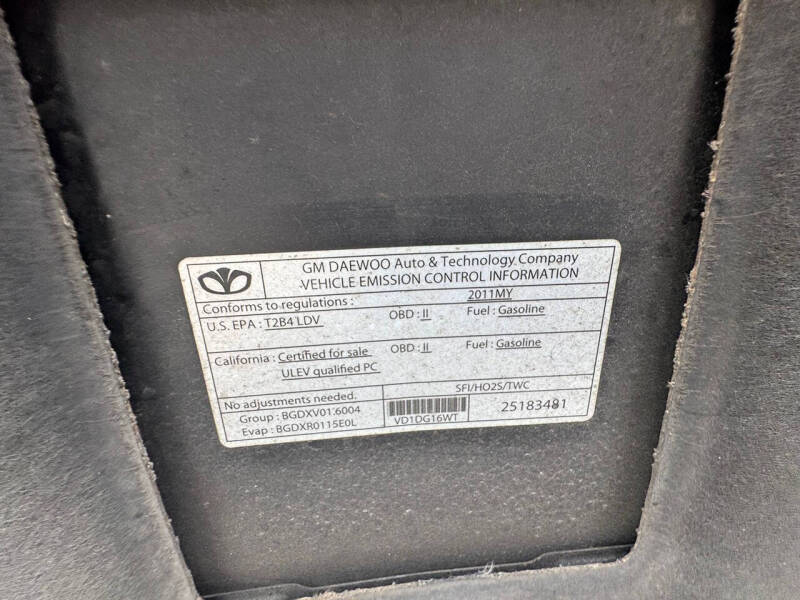 GM DAEWOO Auto & Technology Company
VEHICLE EMISSION CONTROL INFORMATION
Conforms to regulations : 2011MY
U.S. EPA : T2B4 LDV OBD : II Fuel : Gasoline
California : Certified for sale OBD : II Fuel : Gasoline
ULEV qualified PC
No adjustments needed. SFI/HO2S/TWC
Group : BGDXV01.6004
Evap : BGDXR0115E0L VD1DG16WT 25183481